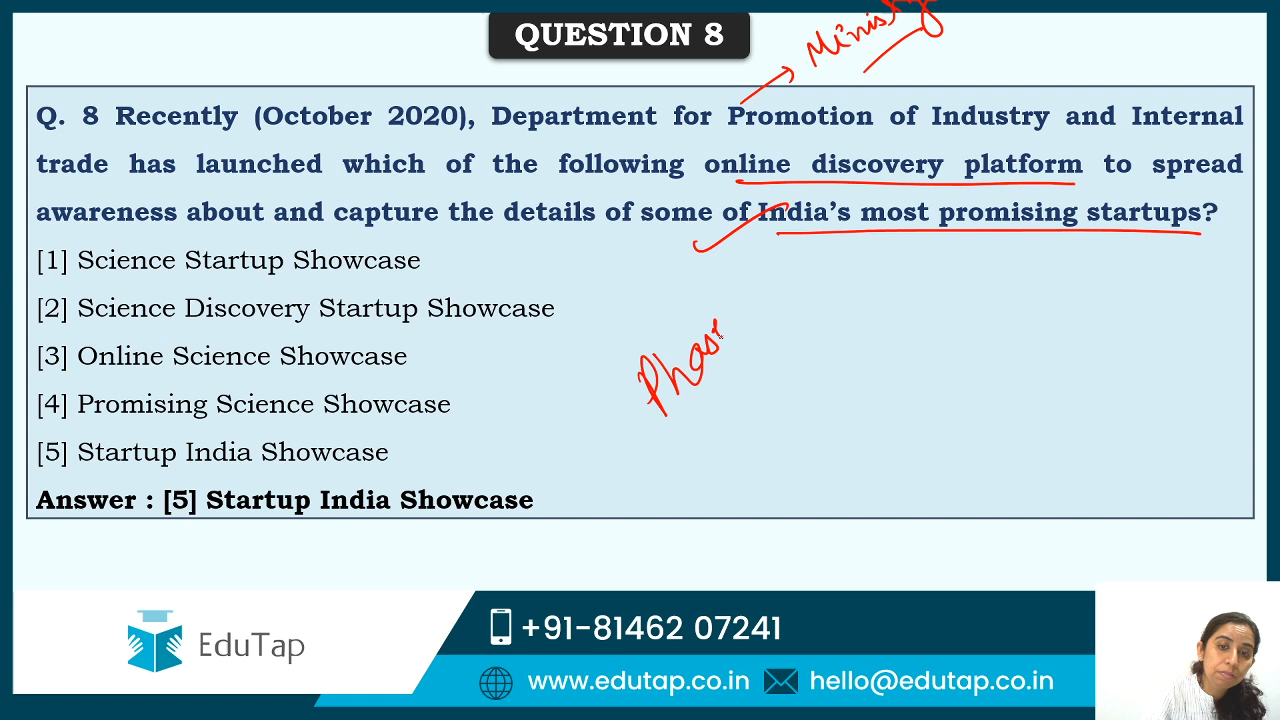 QUESTION 8
Ministry
Q. 8 Recently (October 2020), Department for Promotion of Industry and Internal
trade has launched which of the following online discovery platform to spread
awareness about and capture the details of some of India's most promising startups?
[1] Science Startup Showcase
[2] Science Discovery Startup Showcase
[3] Online Science Showcase
[4] Promising Science Showcase
[5] Startup India Showcase
Answer : [5] Startup India Showcase
EduTap
+91-81462 07241
www.edutap.co.in
hello@edutap.co.in